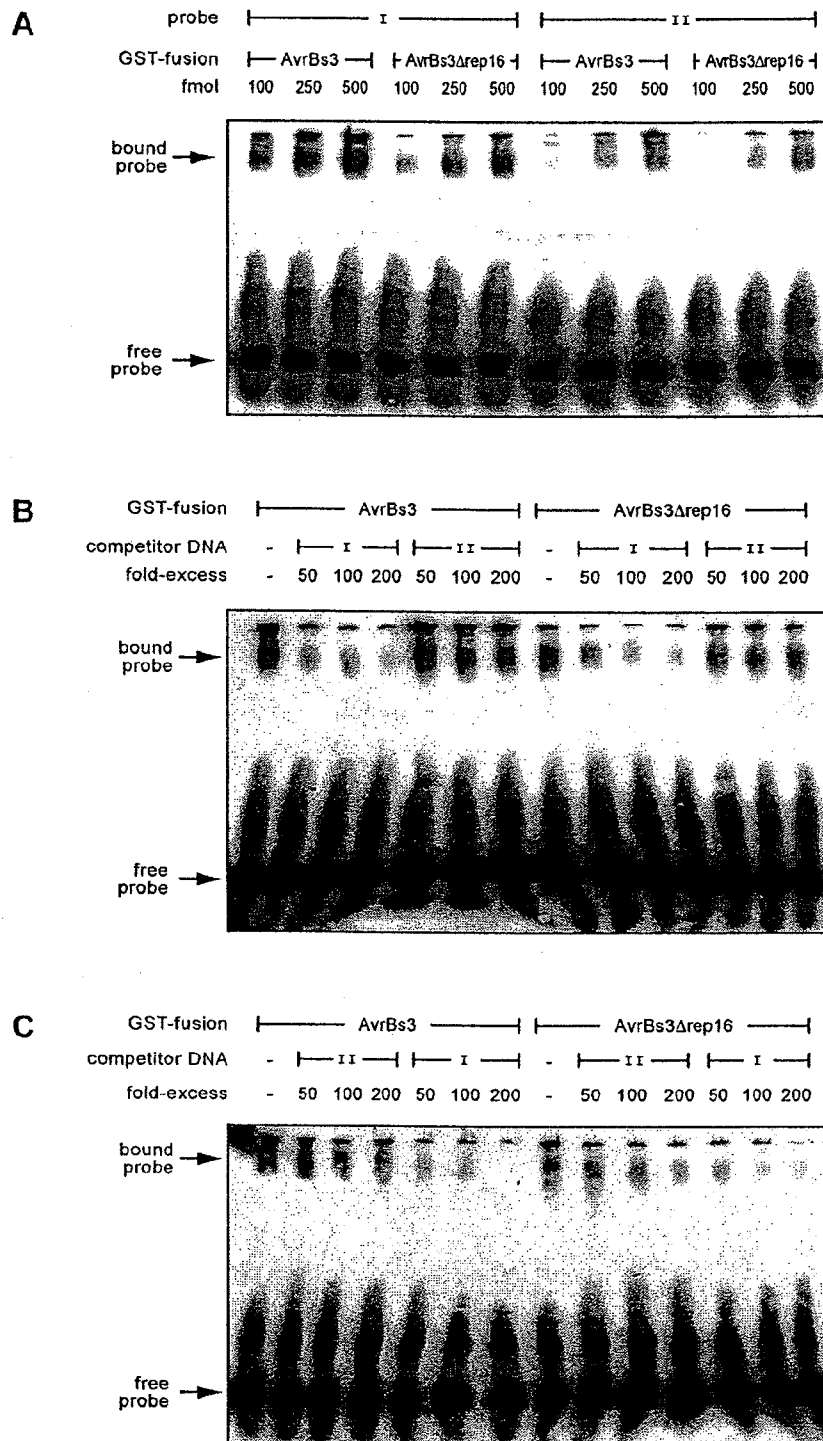 A
probe I II
GST-fusion AvrBs3 AvrBs3Δrep16 AvrBs3 AvrBs3Δrep16
fmol 100 250 500 100 250 500 100 250 500 100 250 500
bound probe
free probe
B
GST-fusion AvrBs3 AvrBs3Δrep16
competitor DNA - I II - I II
fold-excess - 50 100 200 50 100 200 - 50 100 200 50 100 200
bound probe
free probe
C
GST-fusion AvrBs3 AvrBs3Δrep16
competitor DNA - II I - II I
fold-excess - 50 100 200 50 100 200 - 50 100 200 50 100 200
bound probe
free probe